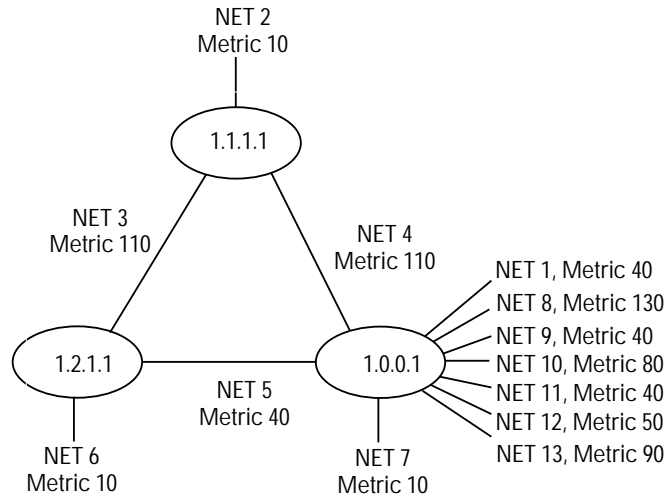 NET 2
Metric 10
1.1.1.1
NET 3
Metric 110
NET 4
Metric 110
NET 1, Metric 40
NET 8, Metric 130
NET 9, Metric 40
NET 10, Metric 80
NET 11, Metric 40
NET 12, Metric 50
NET 13, Metric 90
1.2.1.1
1.0.0.1
NET 5
Metric 40
NET 6
Metric 10
NET 7
Metric 10